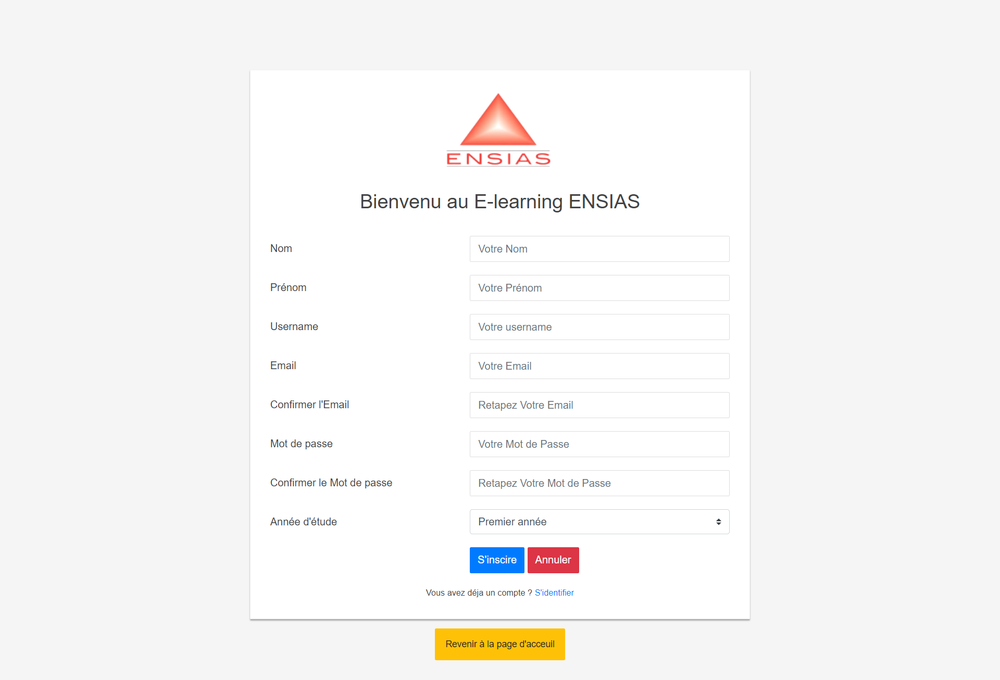 ENSIAS
Bienvenu au E-learning ENSIAS
Nom
Votre Nom
Prénom
Votre Prénom
Username
Votre username
Email
Votre Email
Confirmer l'Email
Retapez Votre Email
Mot de passe
Votre Mot de Passe
Confirmer le Mot de passe
Retapez Votre Mot de Passe
Année d'étude
Premier année
S'inscire Annuler
Vous avez déja un compte ? S'identifier
Revenir à la page d'acceuil